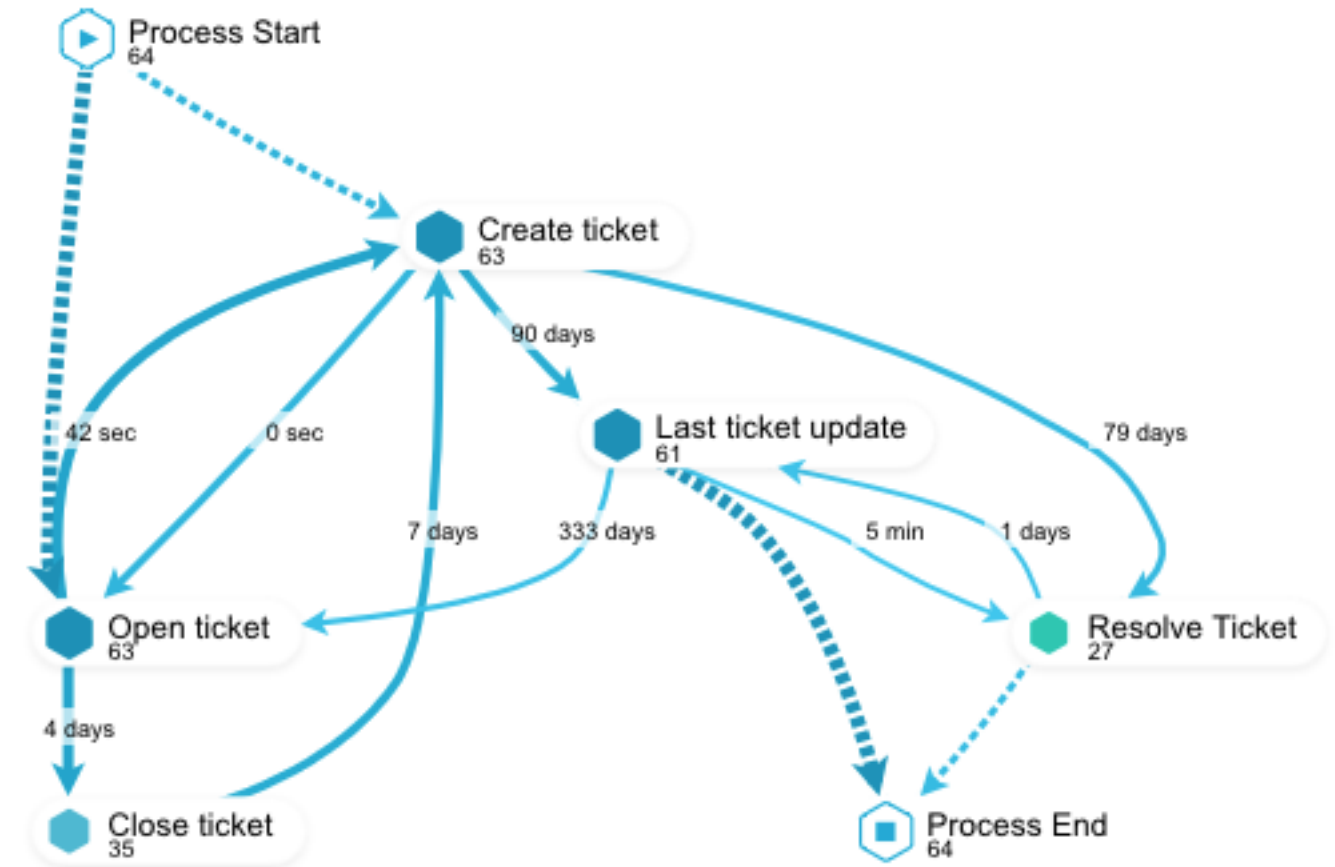 Process Start
64
Create ticket
63
90 days
Last ticket update
61
42 sec
0 sec
79 days
7 days
333 days
5 min
1 days
Open ticket
63
Resolve Ticket
27
4 days
Close ticket
35
Process End
64